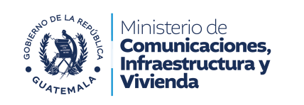 GOBIERNO DE LA REPÚBLICA
GUATEMALA
Ministerio de
Comunicaciones,
Infraestructura y
Vivienda